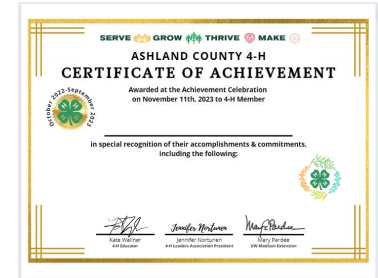 SERVE GROW THRIVE MAKE
ASHLAND COUNTY 4-H
CERTIFICATE OF ACHIEVEMENT
Awarded at the Achievement Celebration
on November 11th, 2023 to 4-H Member
October 2022-September 2023
in special recognition of their accomplishments & commitments,
including the following:
Jennifer Nortunen
Mary Pardee
Kate Wallner
4-H Educator
Jennifer Nortunen
4-H Leaders Association President
Mary Pardee
UW-Madison Extension